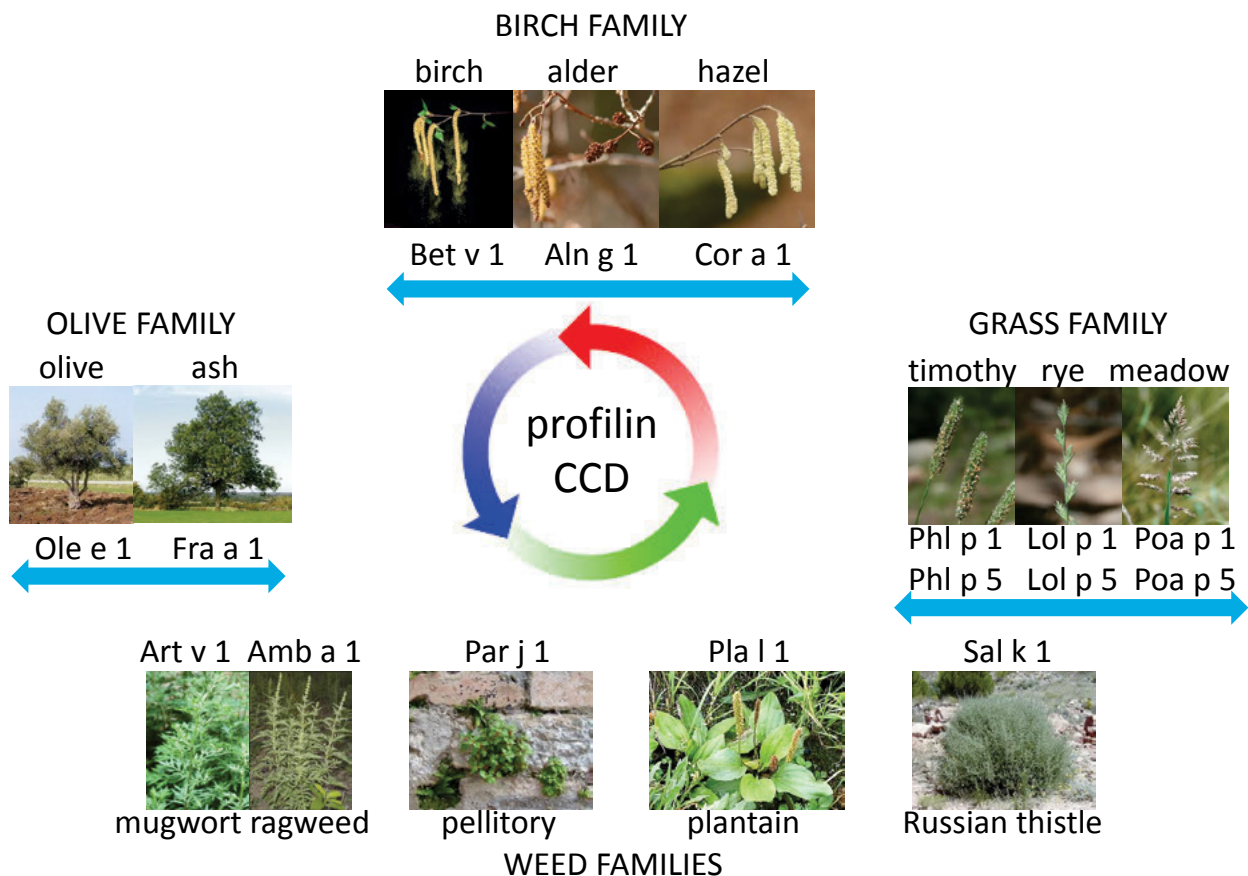 BIRCH FAMILY
birch alder hazel
Bet v 1 Aln g 1 Cor a 1
OLIVE FAMILY
olive ash
Ole e 1 Fra a 1
profilin
CCD
GRASS FAMILY
timothy rye meadow
Phl p 1 Lol p 1 Poa p 1
Phl p 5 Lol p 5 Poa p 5
Art v 1 Amb a 1 Par j 1 Pla l 1 Sal k 1
mugwort ragweed pellitory plantain Russian thistle
WEED FAMILIES